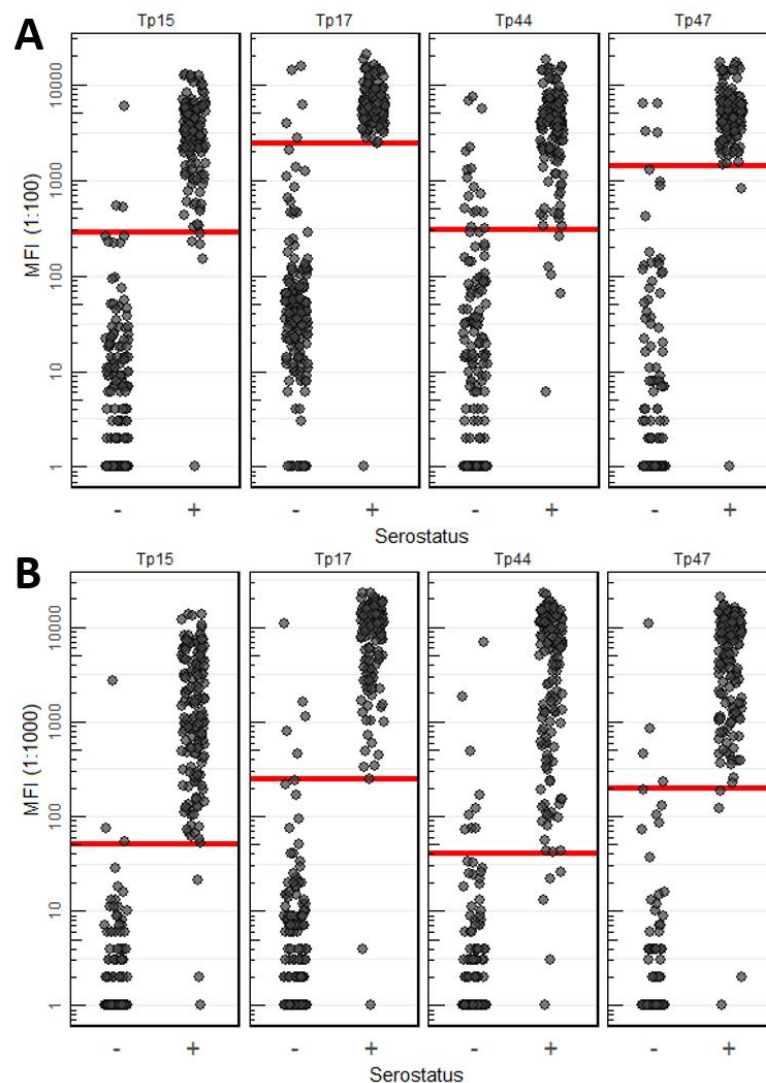 A
Tp15 Tp17 Tp44 Tp47
MFI (1:100)
10000
1000
100
10
1
- + - + - + - +
Serostatus
B
Tp15 Tp17 Tp44 Tp47
MFI (1:1000)
10000
1000
100
10
1
- + - + - + - +
Serostatus